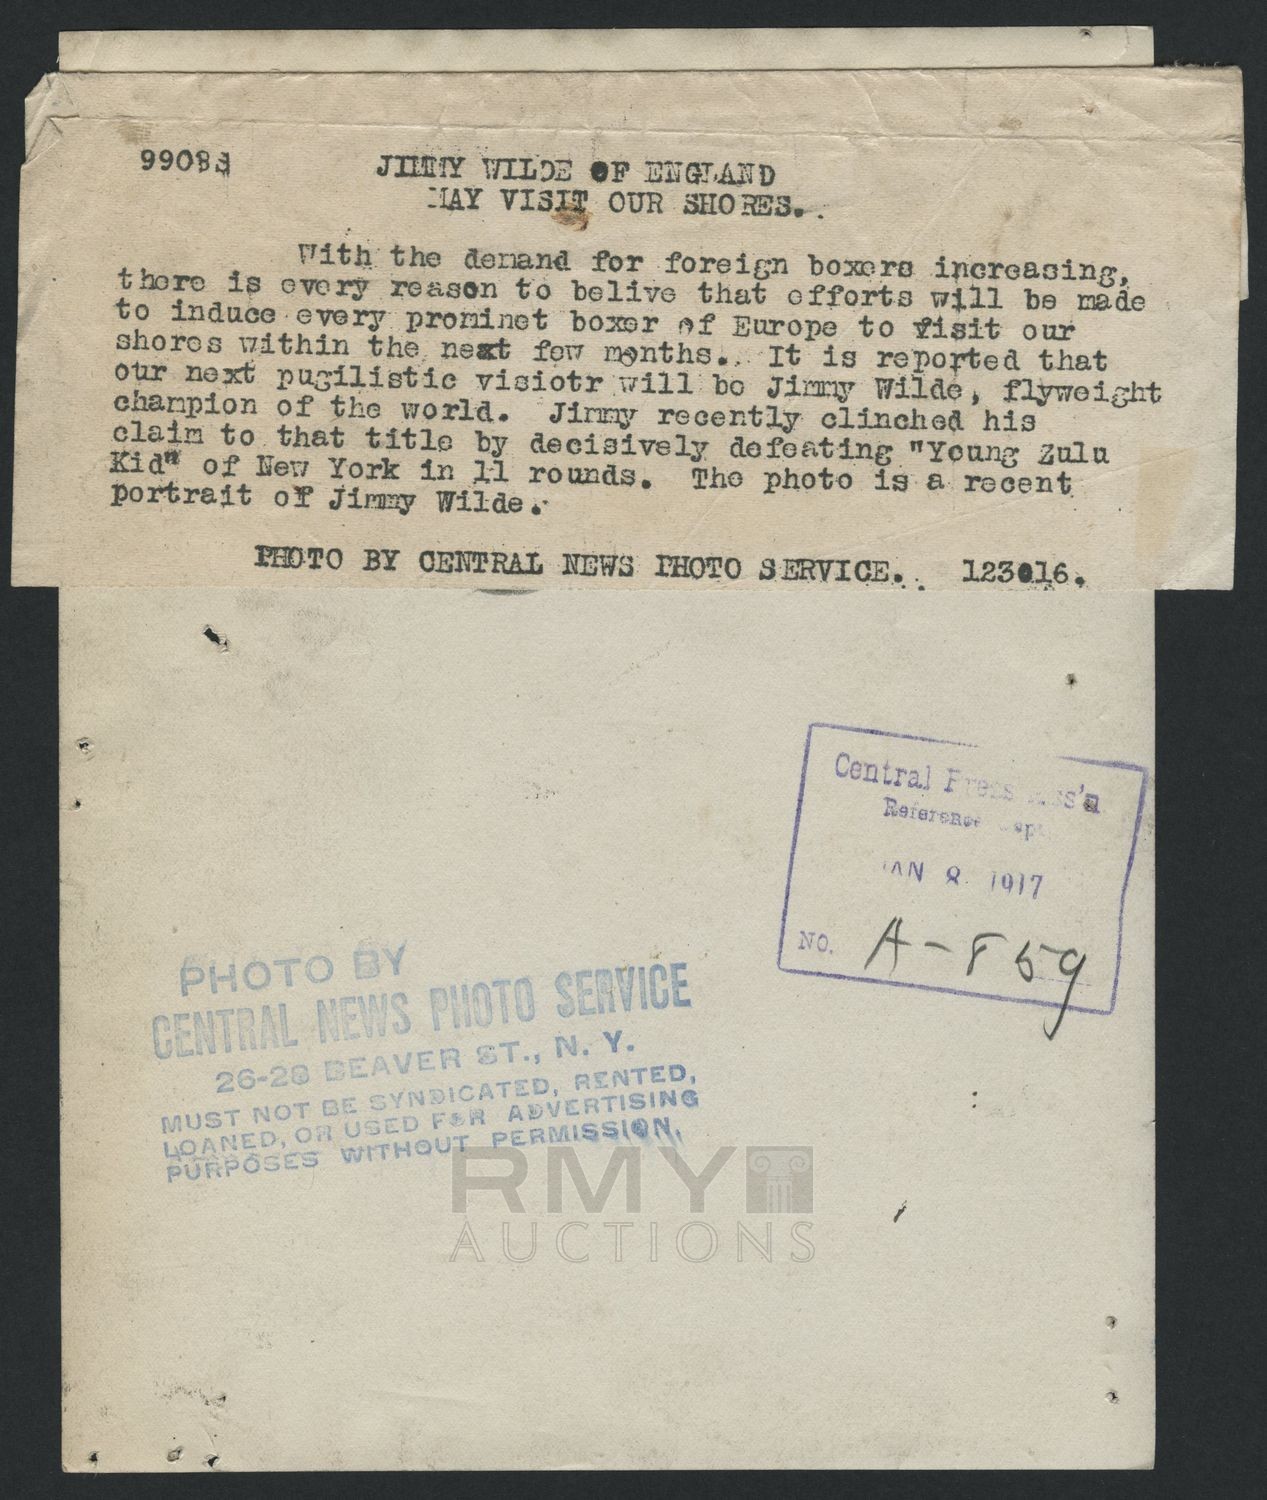 JIMMY WILDE OF ENGLAND
MAY VISIT OUR SHORES.
With the demand for foreign boxers increasing,
there is every reason to belive that efforts will be made
to induce every prominet boxer of Europe to visit our
shores within the next few months. It is reported that
our next pugilistic visiotr will be Jimmy Wilde, flyweight
champion of the world. Jimmy recently clinched his
claim to that title by decisively defeating "Young Zulu
Kid" of New York in 11 rounds. The photo is a recent
portrait of Jimmy Wilde.
PHOTO BY CENTRAL NEWS PHOTO SERVICE. 123016.
Central Press Ass'n
Reference Dept
JAN 8 1917
NO. A-859
PHOTO BY
CENTRAL NEWS PHOTO SERVICE
26-28 BEAVER ST., N. Y.
MUST NOT BE SYNDICATED, RENTED,
LOANED, OR USED FOR ADVERTISING
PURPOSES WITHOUT PERMISSION.
RMY
AUCTIONS